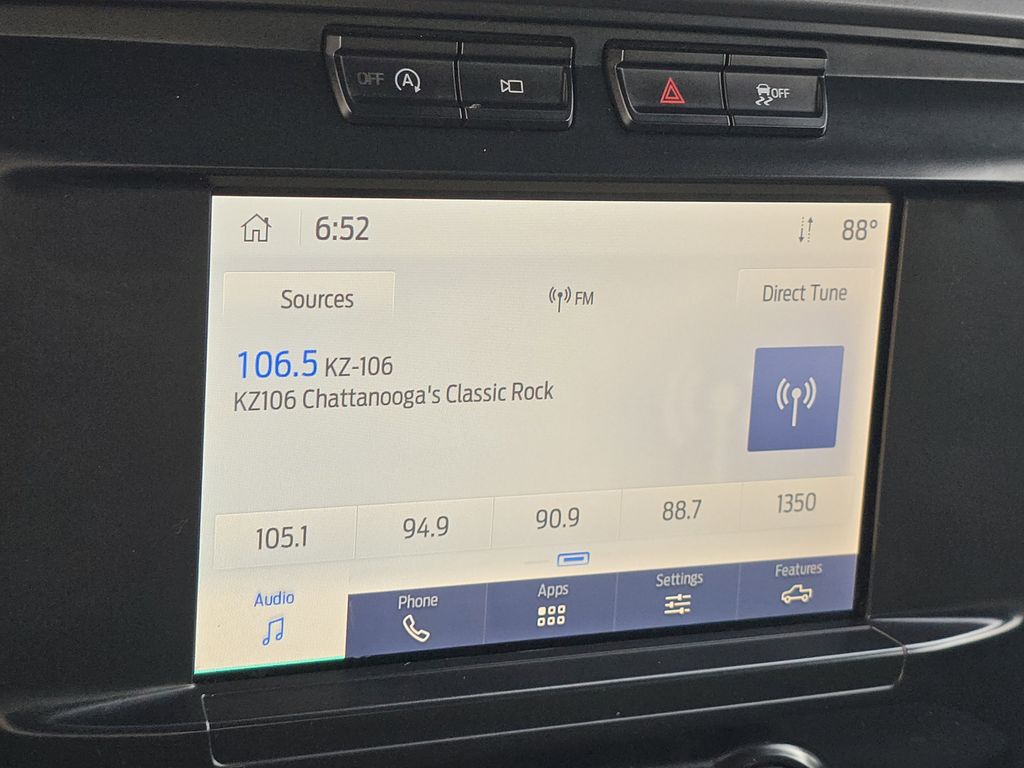 OFF A
OFF
6:52
88°
Sources
FM
Direct Tune
106.5 KZ-106
KZ106 Chattanooga's Classic Rock
105.1
94.9
90.9
88.7
1350
Audio
Phone
Apps
Settings
Features